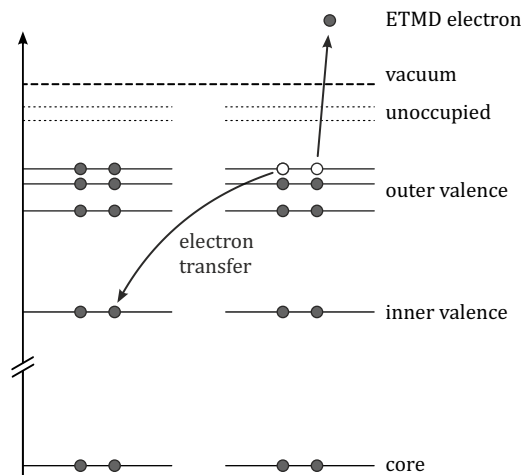 ETMD electron
vacuum
unoccupied
outer valence
electron
transfer
inner valence
core